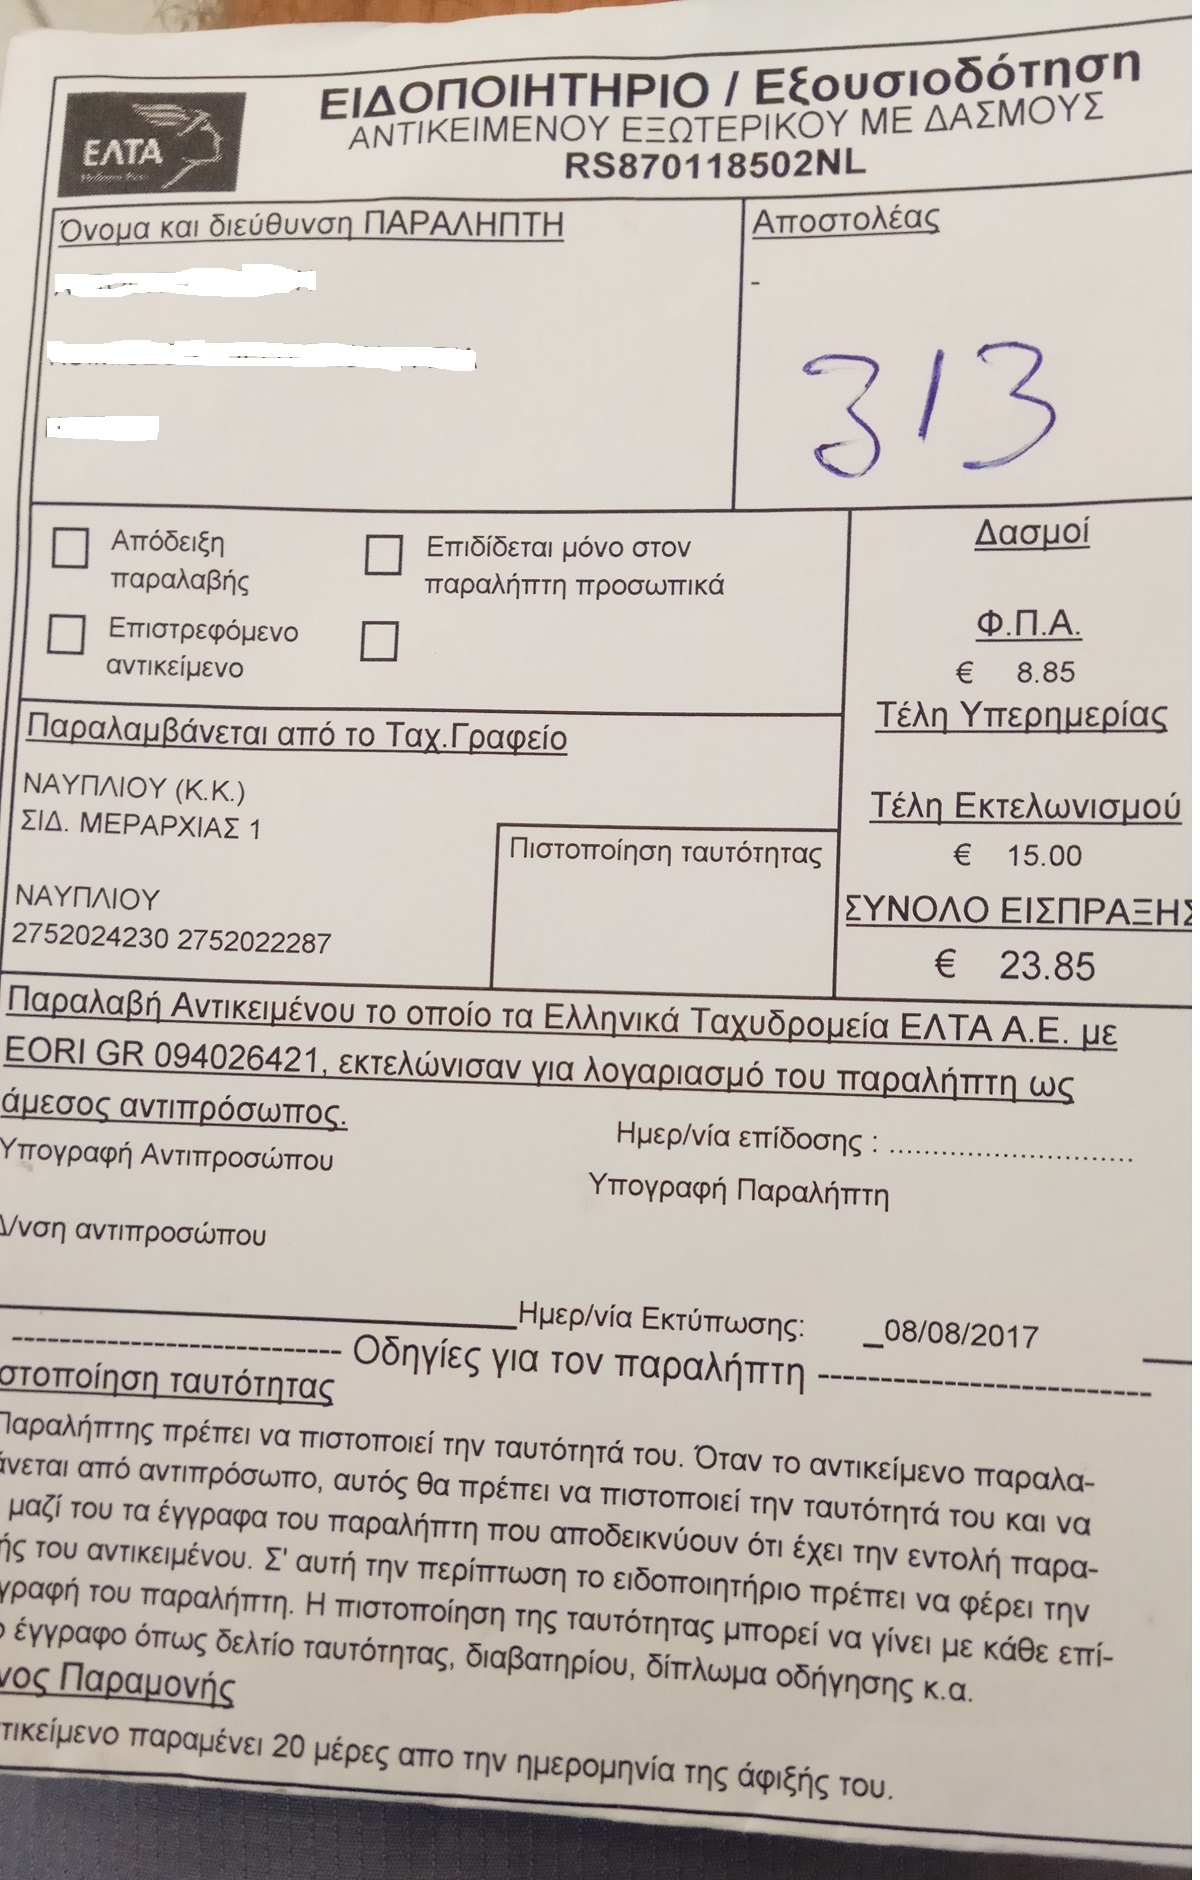 ΕΙΔΟΠΟΙΗΤΗΡΙΟ / Εξουσιοδότηση
ΑΝΤΙΚΕΙΜΕΝΟΥ ΕΞΩΤΕΡΙΚΟΥ ΜΕ ΔΑΣΜΟΥΣ
RS870118502NL
ΕΛΤΑ
Όνομα και διεύθυνση ΠΑΡΑΛΗΠΤΗ
Αποστολέας
-
313
Απόδειξη
παραλαβής
Επιδίδεται μόνο στον
παραλήπτη προσωπικά
Επιστρεφόμενο
αντικείμενο
Δασμοί
Φ.Π.Α.
€ 8.85
Τέλη Υπερημερίας
Τέλη Εκτελωνισμού
€ 15.00
ΣΥΝΟΛΟ ΕΙΣΠΡΑΞΗΣ
€ 23.85
Παραλαμβάνεται από το Ταχ.Γραφείο
ΝΑΥΠΛΙΟΥ (Κ.Κ.)
ΣΙΔ. ΜΕΡΑΡΧΙΑΣ 1
ΝΑΥΠΛΙΟΥ
2752024230 2752022287
Πιστοποίηση ταυτότητας
Παραλαβή Αντικειμένου το οποίο τα Ελληνικά Ταχυδρομεία ΕΛΤΑ Α.Ε. με
EORI GR 094026421, εκτελώνισαν για λογαριασμό του παραλήπτη ως
άμεσος αντιπρόσωπος.
Υπογραφή Αντιπροσώπου
Ημερ/νία επίδοσης : ............................
Υπογραφή Παραλήπτη
Δ/νση αντιπροσώπου
Ημερ/νία Εκτύπωσης: _08/08/2017
--------------------------- Οδηγίες για τον παραλήπτη ---------------------------
στοποίηση ταυτότητας
Παραλήπτης πρέπει να πιστοποιεί την ταυτότητά του. Όταν το αντικείμενο παραλα-
άνεται από αντιπρόσωπο, αυτός θα πρέπει να πιστοποιεί την ταυτότητά του και να
μαζί του τα έγγραφα του παραλήπτη που αποδεικνύουν ότι έχει την εντολή παρα-
ής του αντικειμένου. Σ' αυτή την περίπτωση το ειδοποιητήριο πρέπει να φέρει την
γραφή του παραλήπτη. Η πιστοποίηση της ταυτότητας μπορεί να γίνει με κάθε επί-
ο έγγραφο όπως δελτίο ταυτότητας, διαβατηρίου, δίπλωμα οδήγησης κ.α.
νος Παραμονής
τικείμενο παραμένει 20 μέρες απο την ημερομηνία της άφιξής του.